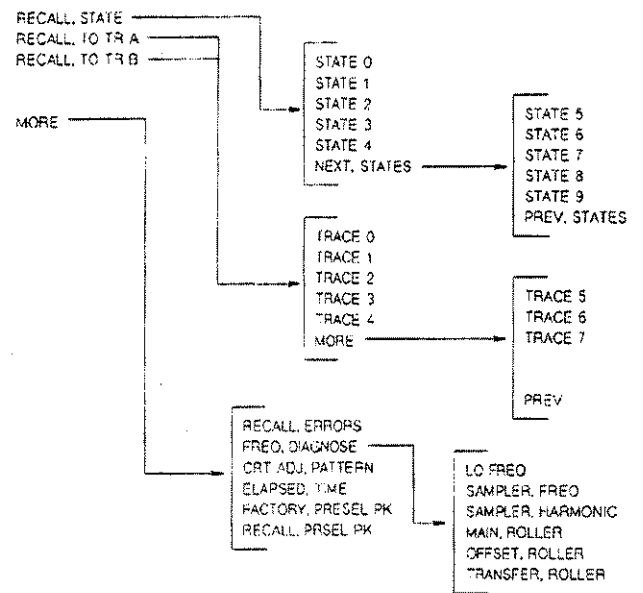 RECALL, STATE
RECALL, TO TR A
RECALL, TO TR B
MORE
STATE 0
STATE 1
STATE 2
STATE 3
STATE 4
NEXT, STATES
STATE 5
STATE 6
STATE 7
STATE 8
STATE 9
PREV, STATES
TRACE 0
TRACE 1
TRACE 2
TRACE 3
TRACE 4
MORE
TRACE 5
TRACE 6
TRACE 7
PREV
RECALL, ERRORS
FREQ, DIAGNOSE
CRT ADJ, PATTERN
ELAPSED, TIME
FACTORY, PRESEL PK
RECALL, PRSEL PK
LO FREQ
SAMPLER, FREQ
SAMPLER, HARMONIC
MAIN, ROLLER
OFFSET, ROLLER
TRANSFER, ROLLER